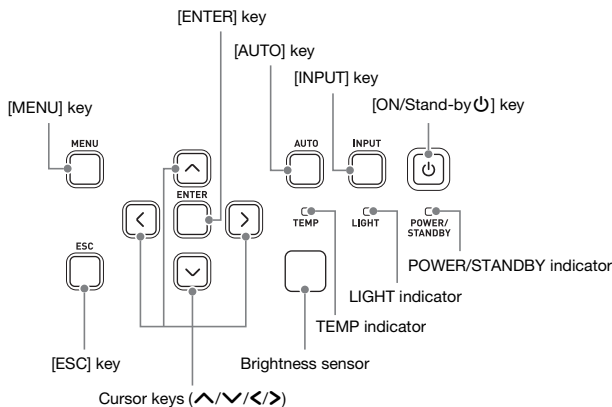 [ENTER] key
[AUTO] key
[INPUT] key
[MENU] key
[ON/Stand-by⏻] key
MENU
AUTO
INPUT
ENTER
TEMP
LIGHT
POWER/
STANDBY
ESC
POWER/STANDBY indicator
LIGHT indicator
TEMP indicator
[ESC] key
Brightness sensor
Cursor keys (∧/∨/</>)